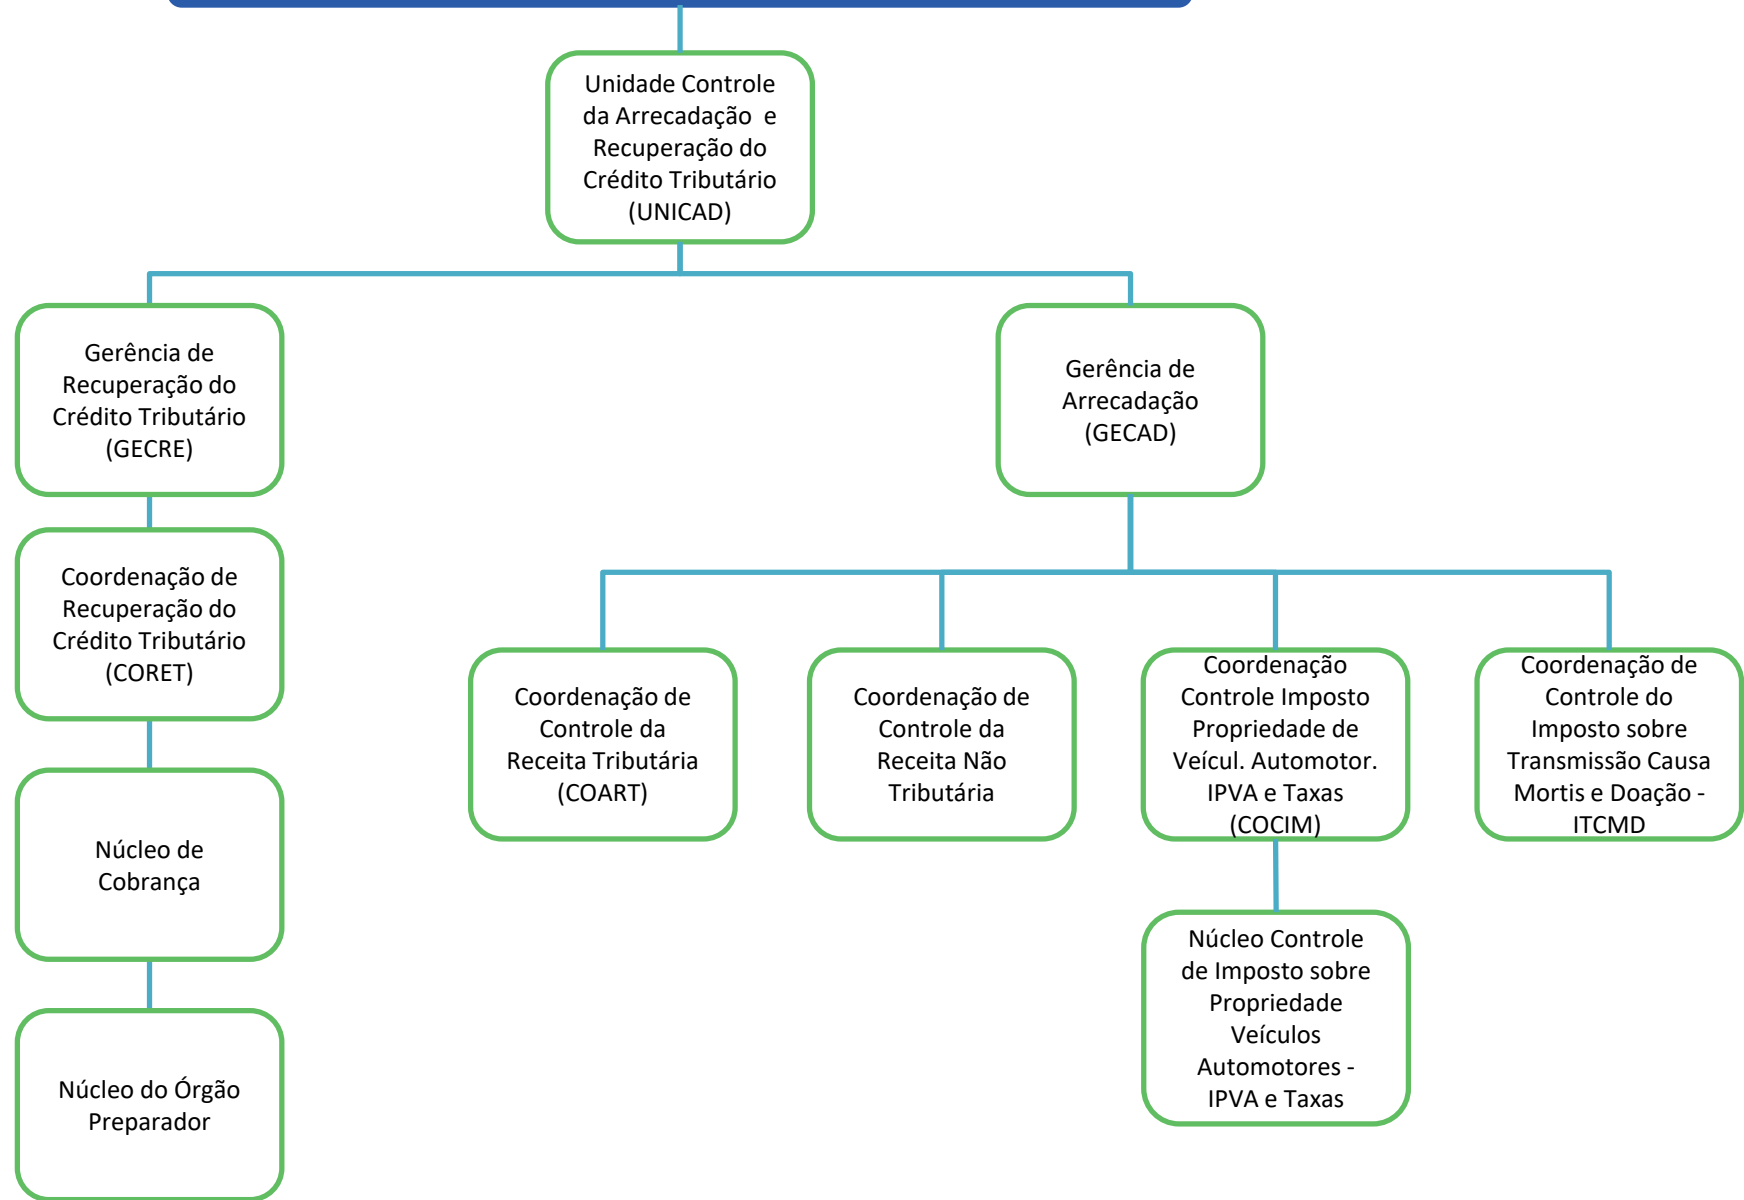 Unidade Controle
da Arrecadação e
Recuperação do
Crédito Tributário
(UNICAD)
Gerência de
Recuperação do
Crédito Tributário
(GECRE)
Gerência de
Arrecadação
(GECAD)
Coordenação de
Recuperação do
Crédito Tributário
(CORET)
Coordenação de
Controle da
Receita Tributária
(COART)
Coordenação de
Controle da
Receita Não
Tributária
Coordenação
Controle Imposto
Propriedade de
Veícul. Automotor.
IPVA e Taxas
(COCIM)
Coordenação de
Controle do
Imposto sobre
Transmissão Causa
Mortis e Doação -
ITCMD
Núcleo de
Cobrança
Núcleo Controle
de Imposto sobre
Propriedade
Veículos
Automotores -
IPVA e Taxas
Núcleo do Órgão
Preparador